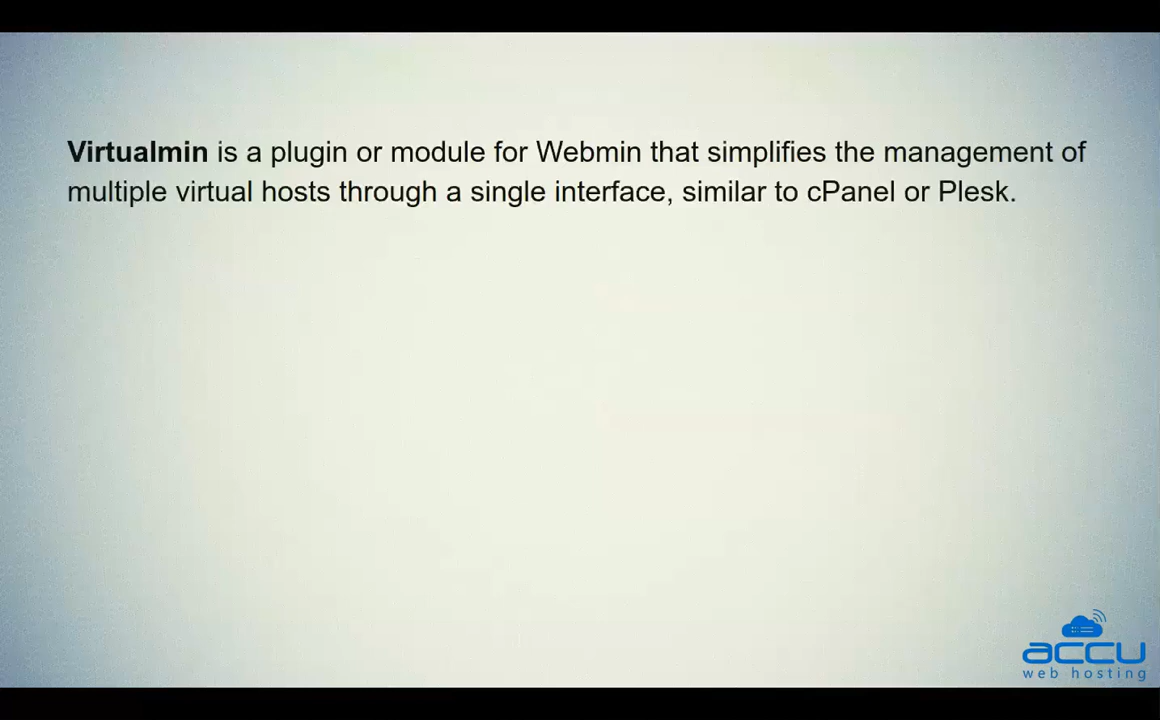 Virtualmin is a plugin or module for Webmin that simplifies the management of
multiple virtual hosts through a single interface, similar to cPanel or Plesk.
accu
web hosting